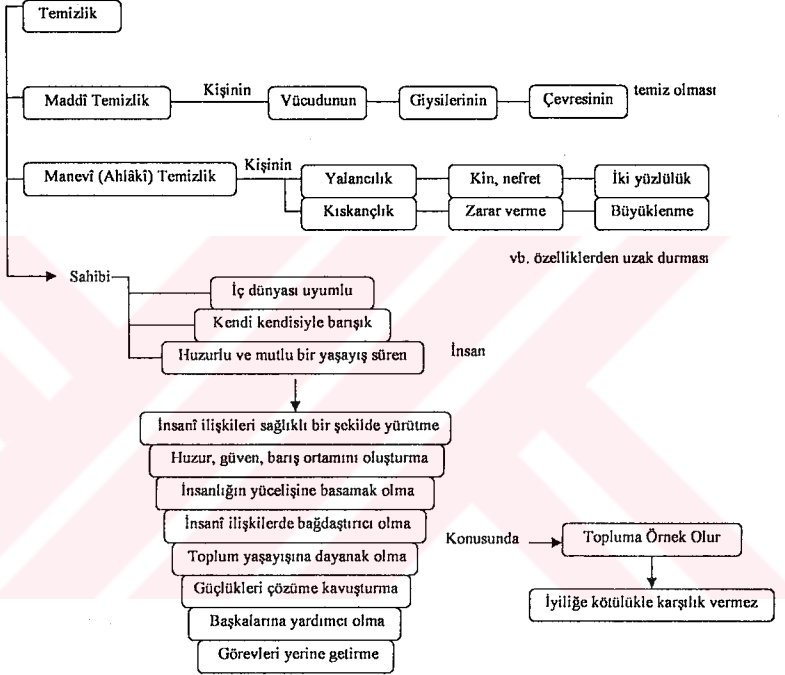 Temizlik
Maddî Temizlik Kişinin Vücudunun Giysilerinin Çevresinin temiz olması
Manevî (Ahlâkî) Temizlik Kişinin Yalancılık Kin, nefret İki yüzlülük
Kıskançlık Zarar verme Büyüklenme
vb. özelliklerden uzak durması
Sahibi
İç dünyası uyumlu
Kendi kendisiyle barışık
Huzurlu ve mutlu bir yaşayış süren İnsan
İnsanî ilişkileri sağlıklı bir şekilde yürütme
Huzur, güven, barış ortamını oluşturma
İnsanlığın yücelişine basamak olma
İnsanî ilişkilerde bağdaştırıcı olma
Konusunda Topluma Örnek Olur
Toplum yaşayışına dayanak olma
Güçlükleri çözüme kavuşturma
İyiliğe kötülükle karşılık vermez
Başkalarına yardımcı olma
Görevleri yerine getirme